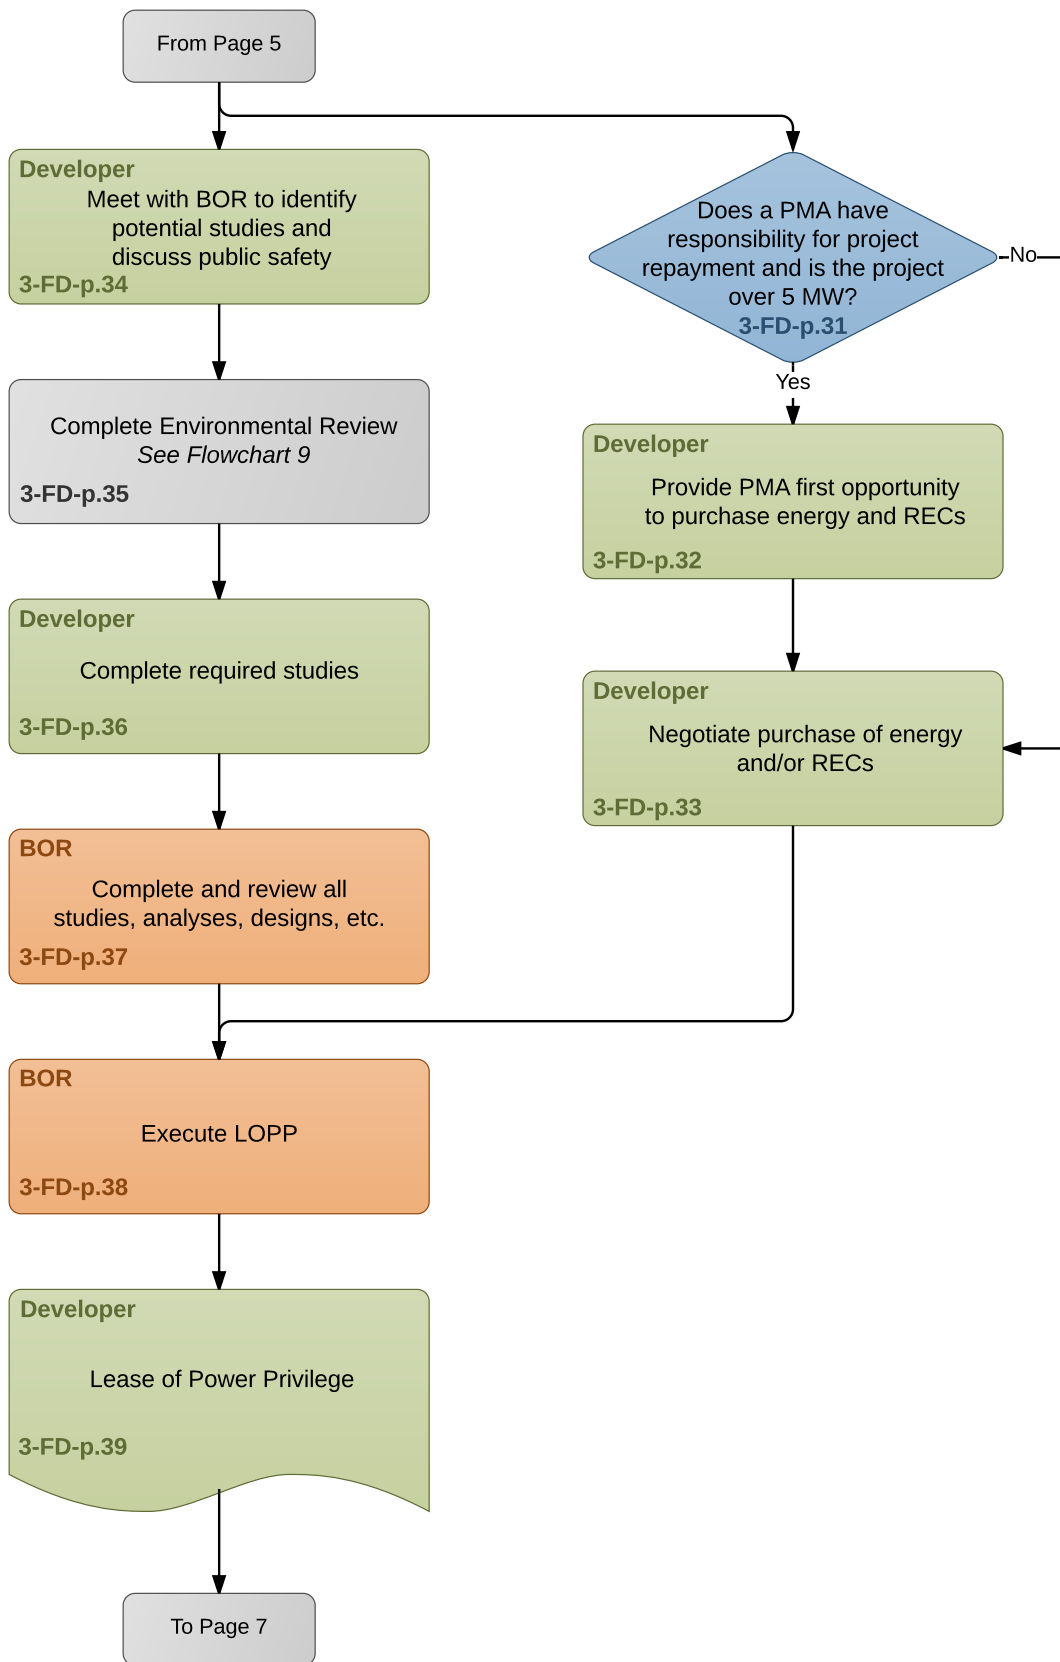 From Page 5
Developer
Meet with BOR to identify
potential studies and
discuss public safety
3-FD-p.34
Does a PMA have
responsibility for project
repayment and is the project
over 5 MW?
3-FD-p.31
No
Yes
Complete Environmental Review
See Flowchart 9
3-FD-p.35
Developer
Provide PMA first opportunity
to purchase energy and RECs
3-FD-p.32
Developer
Complete required studies
3-FD-p.36
Developer
Negotiate purchase of energy
and/or RECs
3-FD-p.33
BOR
Complete and review all
studies, analyses, designs, etc.
3-FD-p.37
BOR
Execute LOPP
3-FD-p.38
Developer
Lease of Power Privilege
3-FD-p.39
To Page 7